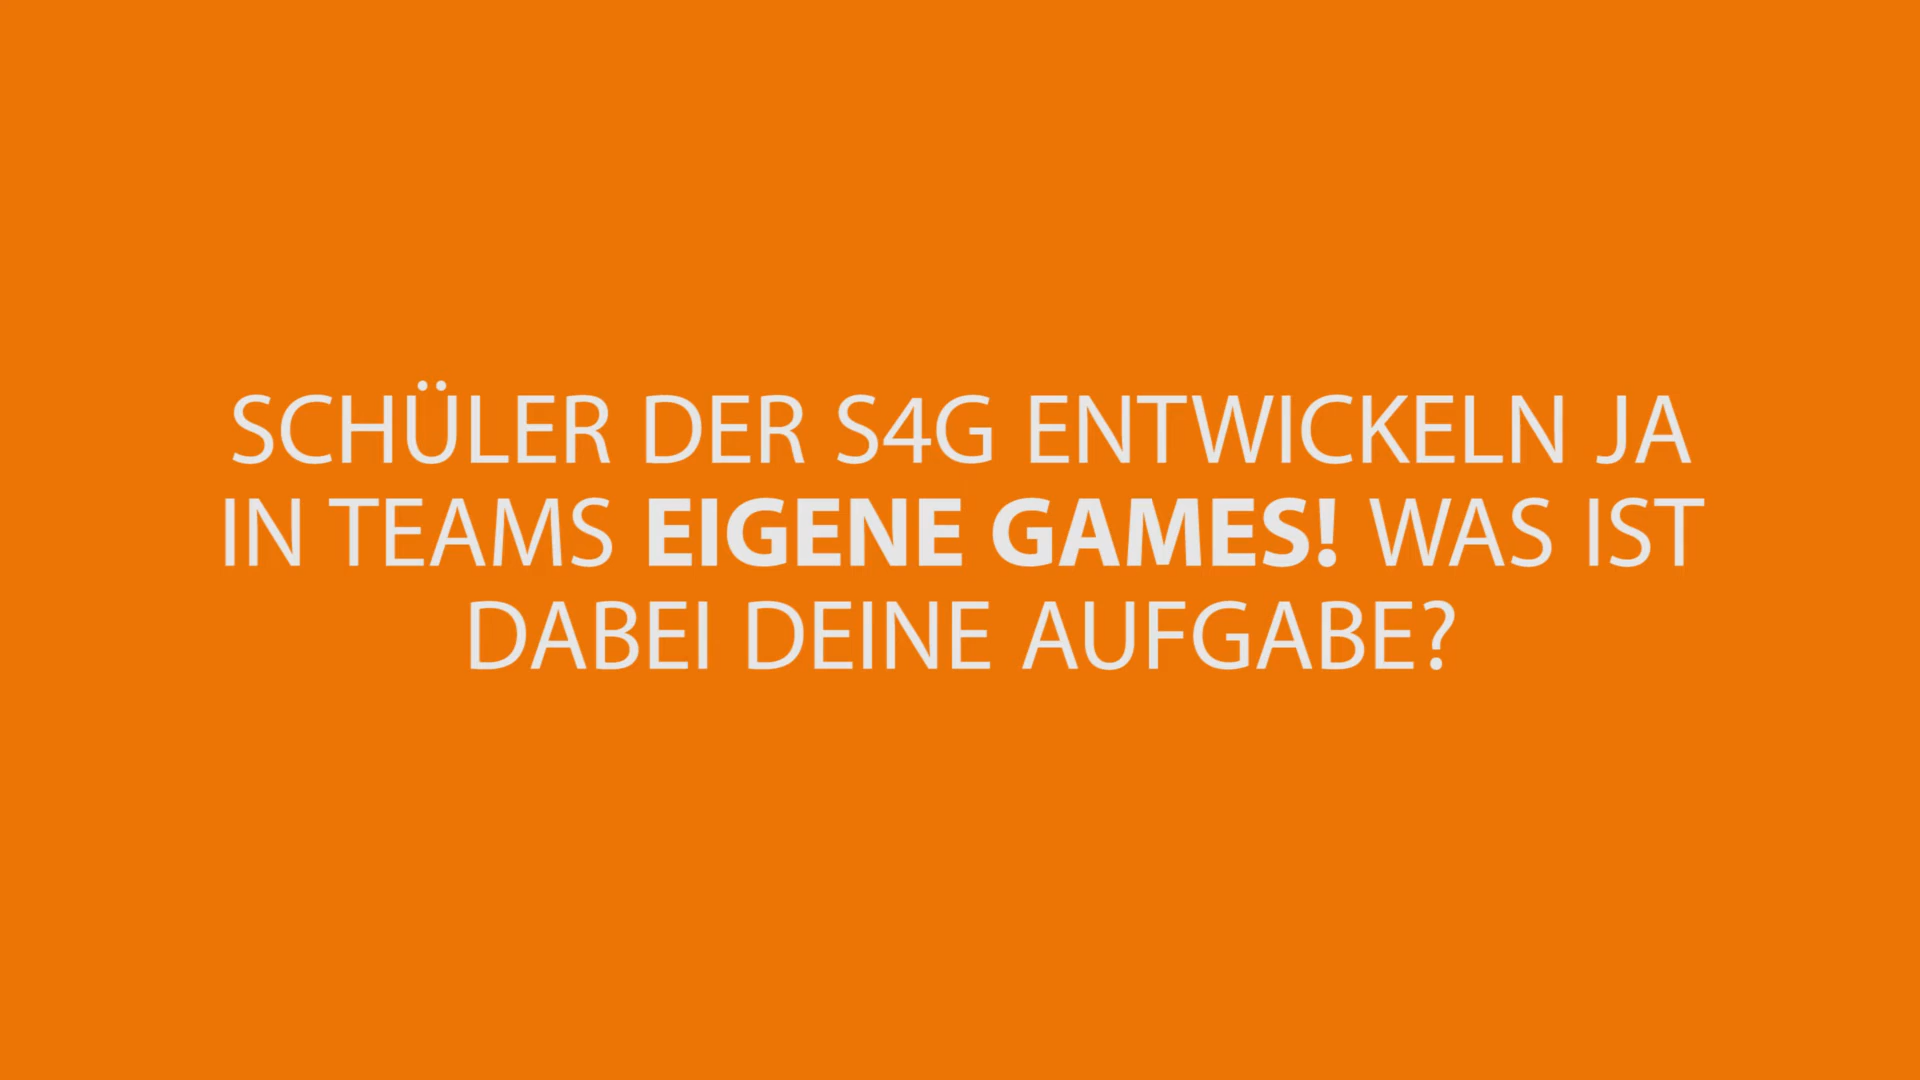 SCHÜLER DER S4G ENTWICKELN JA
IN TEAMS EIGENE GAMES! WAS IST
DABEI DEINE AUFGABE?